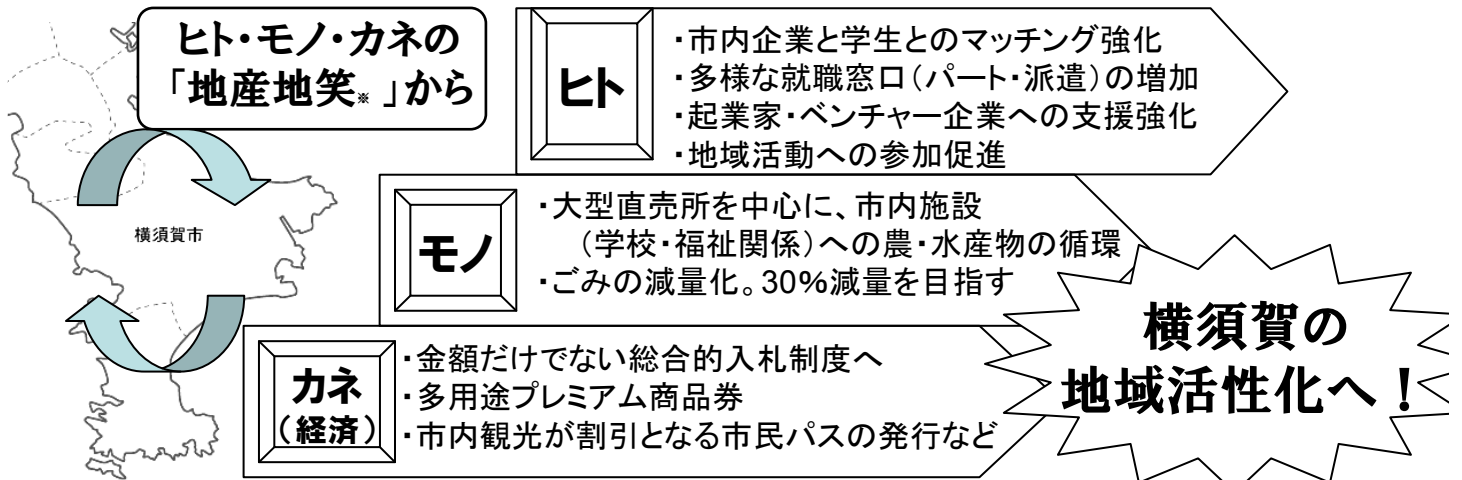 ヒト・モノ・カネの
「地産地笑※」から
横須賀市
ヒト
・市内企業と学生とのマッチング強化
・多様な就職窓口(パート・派遣)の増加
・起業家・ベンチャー企業への支援強化
・地域活動への参加促進
モノ
・大型直売所を中心に、市内施設
(学校・福祉関係)への農・水産物の循環
・ごみの減量化。30%減量を目指す
カネ
(経済)
・金額だけでない総合的入札制度へ
・多用途プレミアム商品券
・市内観光が割引となる市民パスの発行など
横須賀の
地域活性化へ!